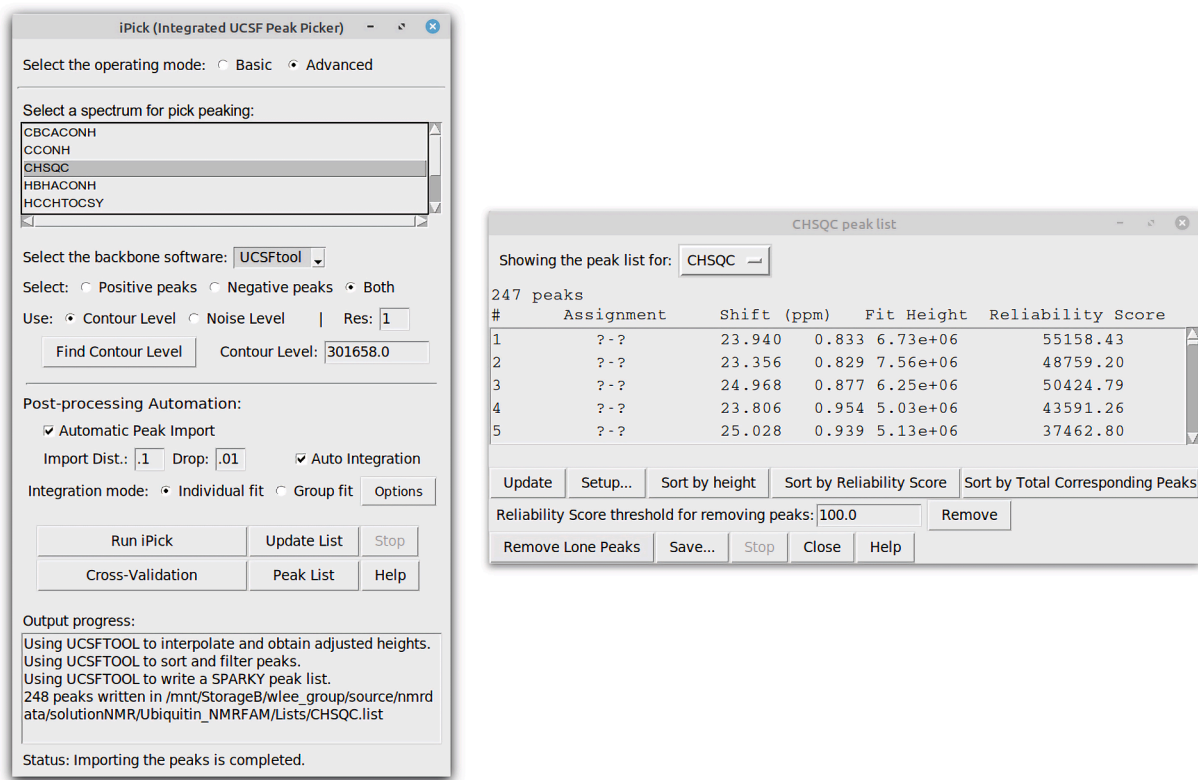 iPick (Integrated UCSF Peak Picker)
Select the operating mode: Basic Advanced
Select a spectrum for pick peaking:
CBCACONH
CCONH
CHSQC
HBHACONH
HCCHTOCSY
Select the backbone software: UCSFtool
Select: Positive peaks Negative peaks Both
Use: Contour Level Noise Level | Res: 1
Find Contour Level Contour Level: 301658.0
Post-processing Automation:
Automatic Peak Import
Import Dist.: .1 Drop: .01 Auto Integration
Integration mode: Individual fit Group fit Options
Run iPick Update List Stop
Cross-Validation Peak List Help
Output progress:
Using UCSFTOOL to interpolate and obtain adjusted heights.
Using UCSFTOOL to sort and filter peaks.
Using UCSFTOOL to write a SPARKY peak list.
248 peaks written in /mnt/StorageB/wlee_group/source/nmrd
ata/solutionNMR/Ubiquitin_NMRFAM/Lists/CHSQC.list
Status: Importing the peaks is completed.
CHSQC peak list
Showing the peak list for: CHSQC
247 peaks
# Assignment Shift (ppm) Fit Height Reliability Score
1 ?-? 23.940 0.833 6.73e+06 55158.43
2 ?-? 23.356 0.829 7.56e+06 48759.20
3 ?-? 24.968 0.877 6.25e+06 50424.79
4 ?-? 23.806 0.954 5.03e+06 43591.26
5 ?-? 25.028 0.939 5.13e+06 37462.80
Update Setup... Sort by height Sort by Reliability Score Sort by Total Corresponding Peaks
Reliability Score threshold for removing peaks: 100.0 Remove
Remove Lone Peaks Save... Stop Close Help